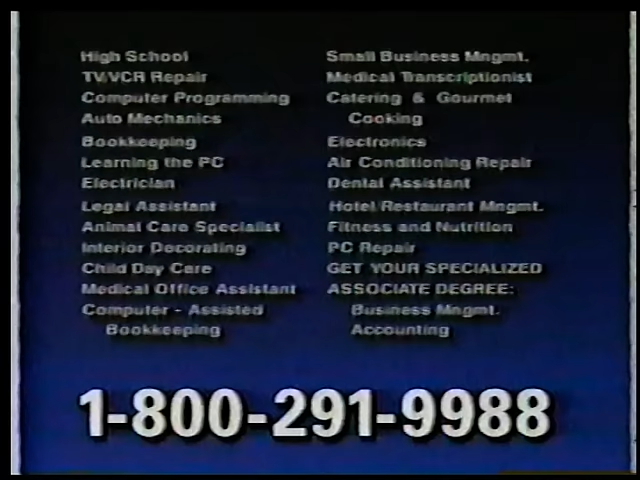 High School
TV/VCR Repair
Computer Programming
Auto Mechanics
Bookkeeping
Learning the PC
Electrician
Legal Assistant
Animal Care Specialist
Interior Decorating
Child Day Care
Medical Office Assistant
Computer - Assisted
Bookkeeping
Small Business Mngmt.
Medical Transcriptionist
Catering & Gourmet
Cooking
Electronics
Air Conditioning Repair
Dental Assistant
Hotel/Restaurant Mngmt.
Fitness and Nutrition
PC Repair
GET YOUR SPECIALIZED
ASSOCIATE DEGREE:
Business Mngmt.
Accounting
1-800-291-9988